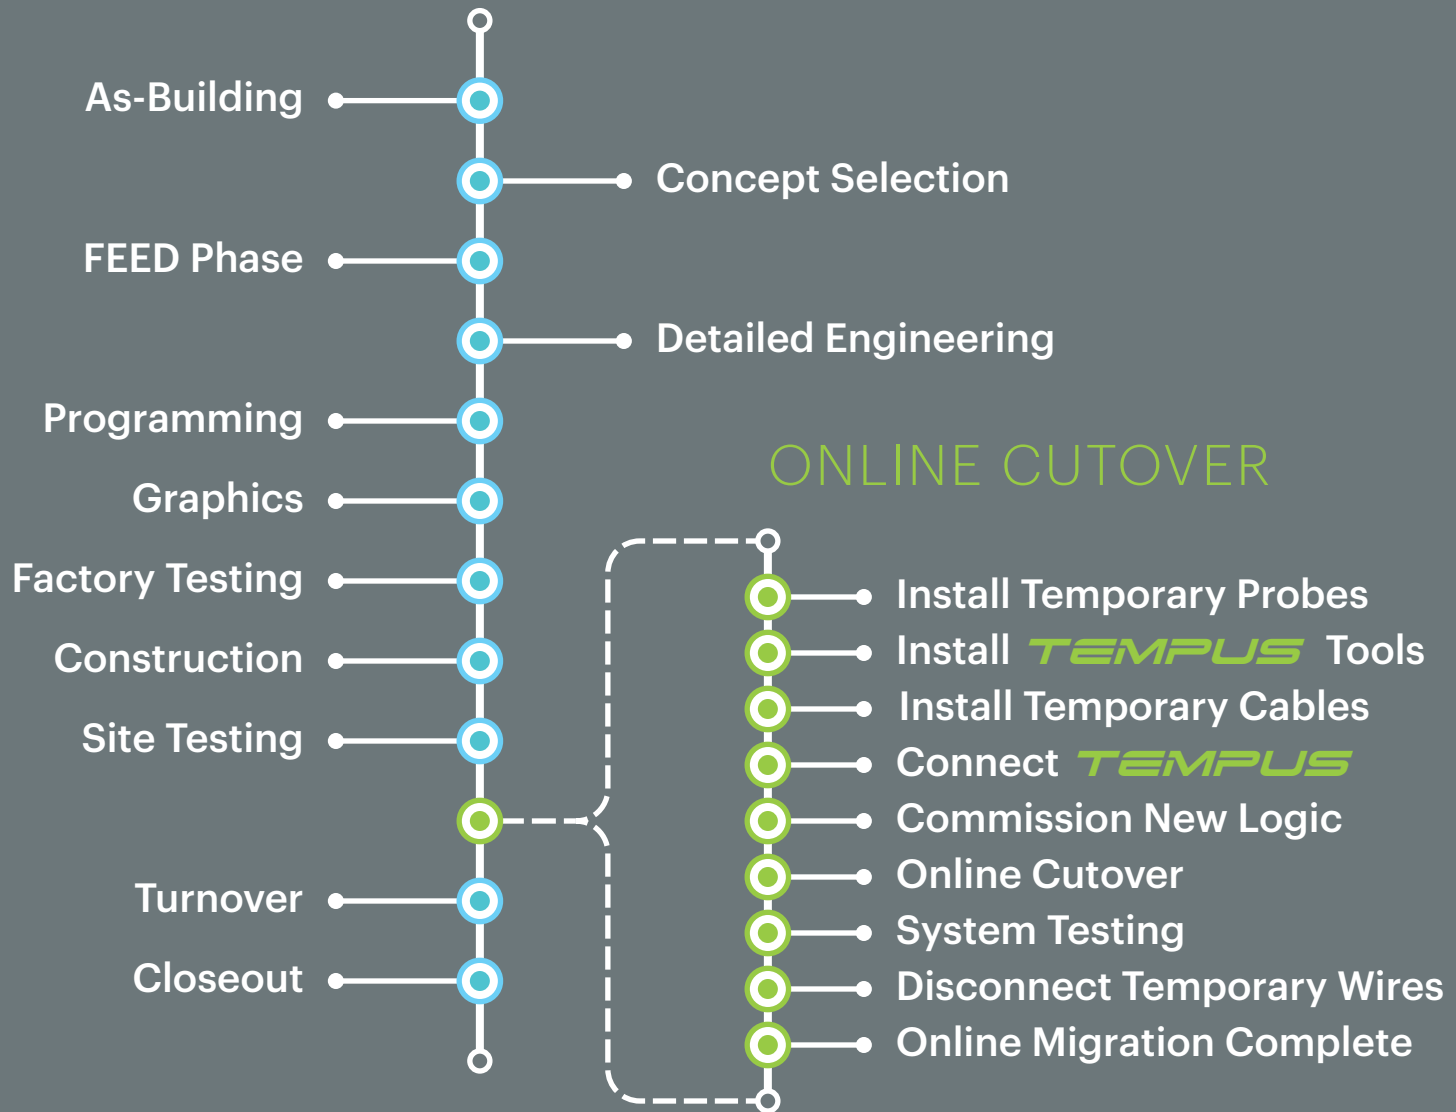 As-Building
Concept Selection
FEED Phase
Detailed Engineering
Programming
Graphics
Factory Testing
Construction
Site Testing
Turnover
Closeout
ONLINE CUTOVER
Install Temporary Probes
Install TEMPUS Tools
Install Temporary Cables
Connect TEMPUS
Commission New Logic
Online Cutover
System Testing
Disconnect Temporary Wires
Online Migration Complete